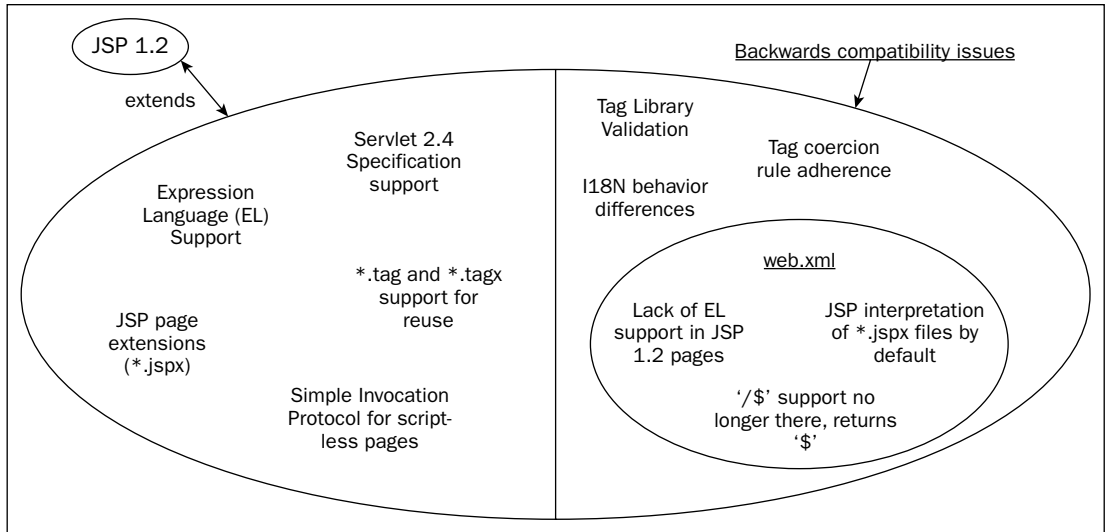 JSP 1.2
extends
Backwards compatibility issues
Servlet 2.4
Specification
support
Expression
Language (EL)
Support
*.tag and *.tagx
support for
reuse
JSP page
extensions
(*.jspx)
Simple Invocation
Protocol for script-
less pages
Tag Library
Validation
Tag coercion
rule adherence
I18N behavior
differences
web.xml
Lack of EL
support in JSP
1.2 pages
JSP interpretation
of *.jspx files by
default
‘/$’ support no
longer there, returns
‘$’